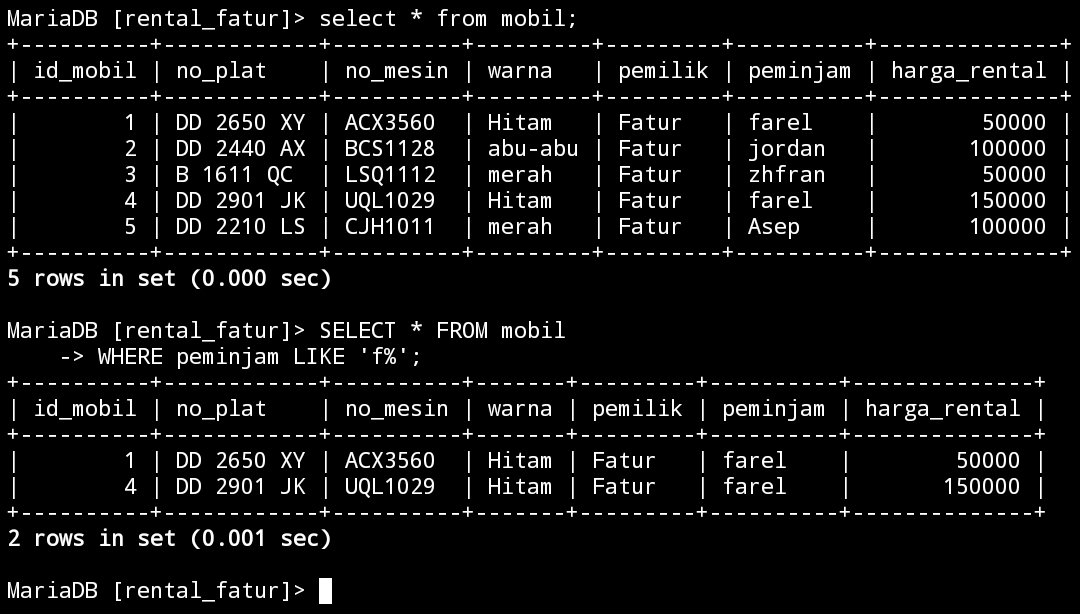 MariaDB [rental_fatur]> select * from mobil;
+----------+------------+----------+---------+---------+----------+--------------+
| id_mobil | no_plat    | no_mesin | warna   | pemilik | peminjam | harga_rental |
+----------+------------+----------+---------+---------+----------+--------------+
|        1 | DD 2650 XY | ACX3560  | Hitam   | Fatur   | farel    |        50000 |
|        2 | DD 2440 AX | BCS1128  | abu-abu | Fatur   | jordan   |       100000 |
|        3 | B 1611 QC  | LSQ1112  | merah   | Fatur   | zhfran   |        50000 |
|        4 | DD 2901 JK | UQL1029  | Hitam   | Fatur   | farel    |       150000 |
|        5 | DD 2210 LS | CJH1011  | merah   | Fatur   | Asep     |       100000 |
+----------+------------+----------+---------+---------+----------+--------------+
5 rows in set (0.000 sec)

MariaDB [rental_fatur]> SELECT * FROM mobil
    -> WHERE peminjam LIKE 'f%';
+----------+------------+----------+-------+---------+----------+--------------+
| id_mobil | no_plat    | no_mesin | warna | pemilik | peminjam | harga_rental |
+----------+------------+----------+-------+---------+----------+--------------+
|        1 | DD 2650 XY | ACX3560  | Hitam | Fatur   | farel    |        50000 |
|        4 | DD 2901 JK | UQL1029  | Hitam | Fatur   | farel    |       150000 |
+----------+------------+----------+-------+---------+----------+--------------+
2 rows in set (0.001 sec)

MariaDB [rental_fatur]>